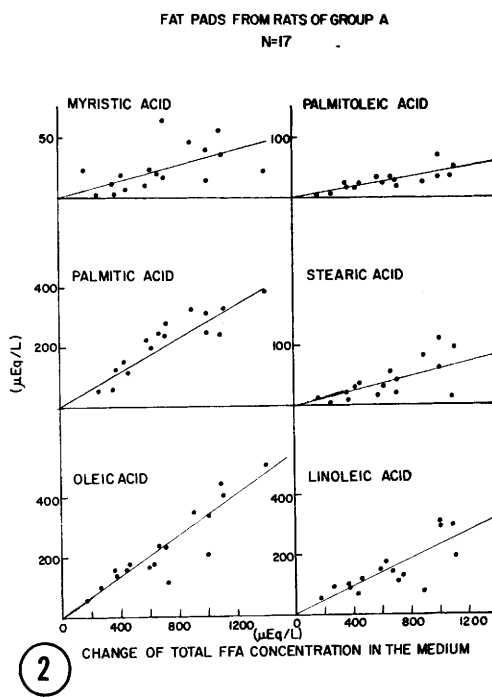 FAT PADS FROM RATS OF GROUP A
N=17
MYRISTIC ACID
PALMITOLEIC ACID
50
100
PALMITIC ACID
STEARIC ACID
400
200
100
(μEq/L)
OLEIC ACID
LINOLEIC ACID
400
200
400
200
0 400 800 1200
0 400 800 1200
(μEq/L)
2 CHANGE OF TOTAL FFA CONCENTRATION IN THE MEDIUM